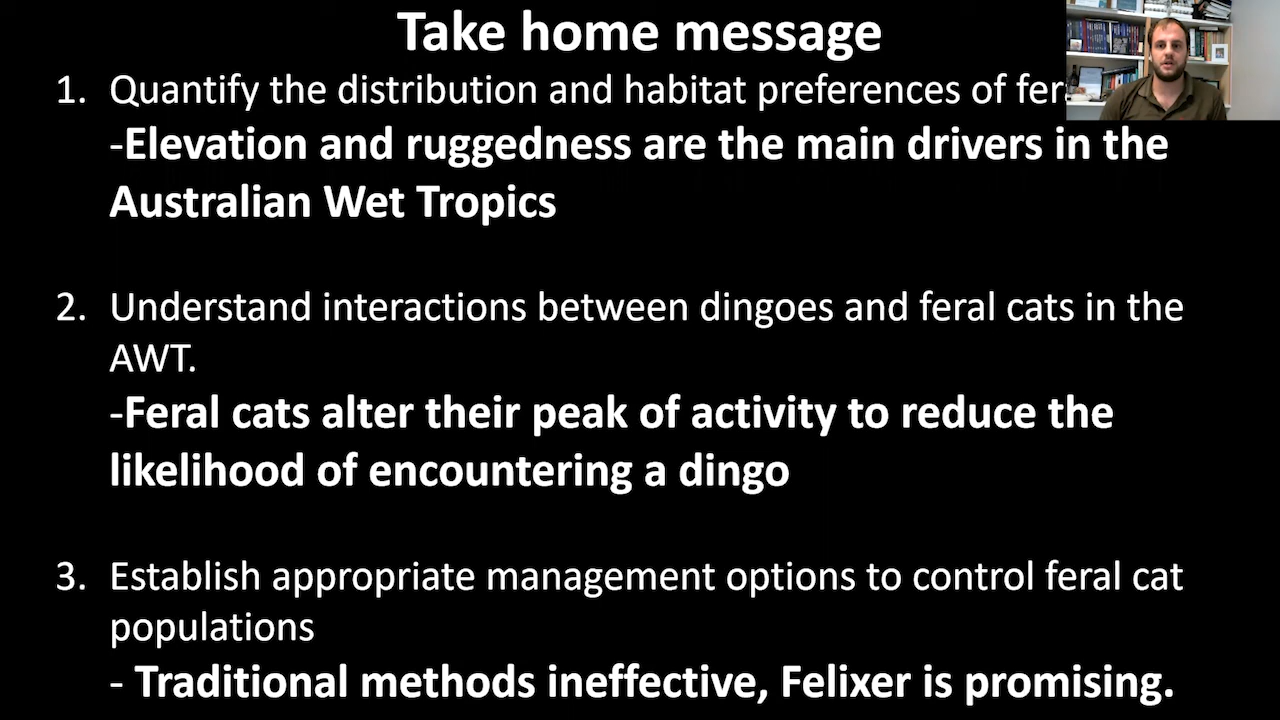 Take home message
1. Quantify the distribution and habitat preferences of
-Elevation and ruggedness are the main drivers in the
Australian Wet Tropics
2. Understand interactions between dingoes and feral cats in the
AWT.
-Feral cats alter their peak of activity to reduce the
likelihood of encountering a dingo
3. Establish appropriate management options to control feral cat
populations
- Traditional methods ineffective, Felixer is promising.